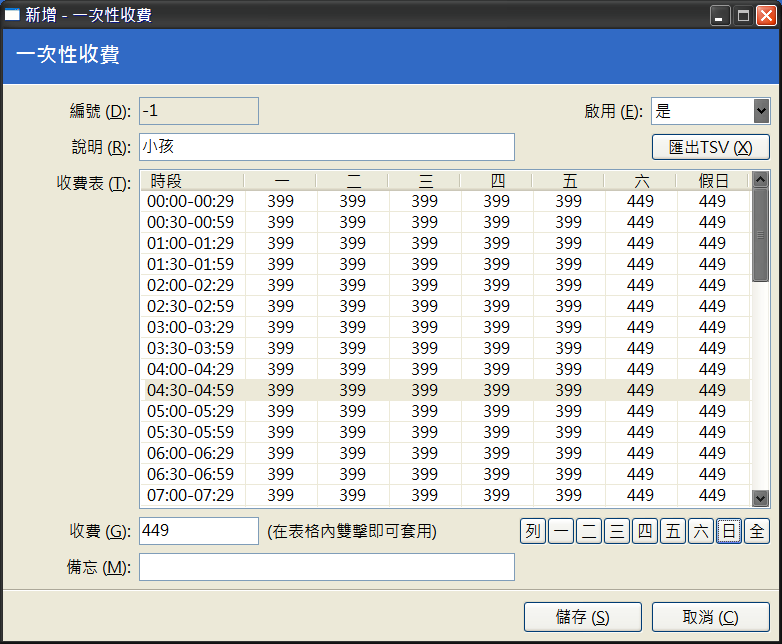 新增 - 一次性收費
一次性收費
編號 (D): -1 啟用 (E): 是
說明 (R): 小孩 匯出TSV (X)
收費表 (T): 時段 一 二 三 四 五 六 假日
00:00-00:29 399 399 399 399 399 449 449
00:30-00:59 399 399 399 399 399 449 449
01:00-01:29 399 399 399 399 399 449 449
01:30-01:59 399 399 399 399 399 449 449
02:00-02:29 399 399 399 399 399 449 449
02:30-02:59 399 399 399 399 399 449 449
03:00-03:29 399 399 399 399 399 449 449
03:30-03:59 399 399 399 399 399 449 449
04:00-04:29 399 399 399 399 399 449 449
04:30-04:59 399 399 399 399 399 449 449
05:00-05:29 399 399 399 399 399 449 449
05:30-05:59 399 399 399 399 399 449 449
06:00-06:29 399 399 399 399 399 449 449
06:30-06:59 399 399 399 399 399 449 449
07:00-07:29 399 399 399 399 399 449 449
收費 (G): 449 (在表格內雙擊即可套用) 列 一 二 三 四 五 六 日 全
備忘 (M):
儲存 (S) 取消 (C)